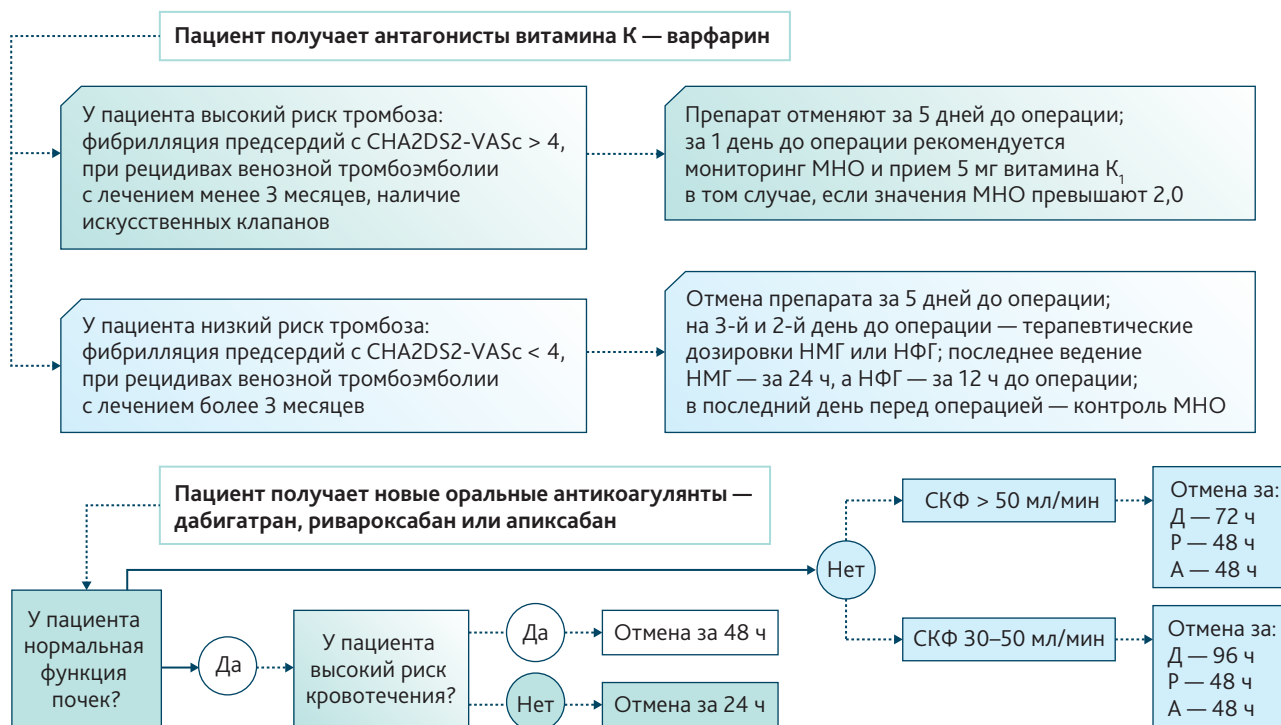 Пациент получает антагонисты витамина К — варфарин
У пациента высокий риск тромбоза:
фибрилляция предсердий с CHA2DS2-VASc > 4,
при рецидивах венозной тромбоэмболии
с лечением менее 3 месяцев, наличие
искусственных клапанов
Препарат отменяют за 5 дней до операции;
за 1 день до операции рекомендуется
мониторинг МНО и прием 5 мг витамина K₁
в том случае, если значения МНО превышают 2,0
У пациента низкий риск тромбоза:
фибрилляция предсердий с CHA2DS2-VASc < 4,
при рецидивах венозной тромбоэмболии
с лечением более 3 месяцев
Отмена препарата за 5 дней до операции;
на 3-й и 2-й день до операции — терапевтические
дозировки НМГ или НФГ; последнее ведение
НМГ — за 24 ч, а НФГ — за 12 ч до операции;
в последний день перед операцией — контроль МНО
Пациент получает новые оральные антикоагулянты —
дабигатран, ривароксабан или апиксабан
У пациента
нормальная
функция
почек?
Да
У пациента
высокий риск
кровотечения?
Да
Отмена за 48 ч
Нет
Отмена за 24 ч
Нет
СКФ > 50 мл/мин
Отмена за:
Д — 72 ч
Р — 48 ч
А — 48 ч
СКФ 30–50 мл/мин
Отмена за:
Д — 96 ч
Р — 48 ч
А — 48 ч